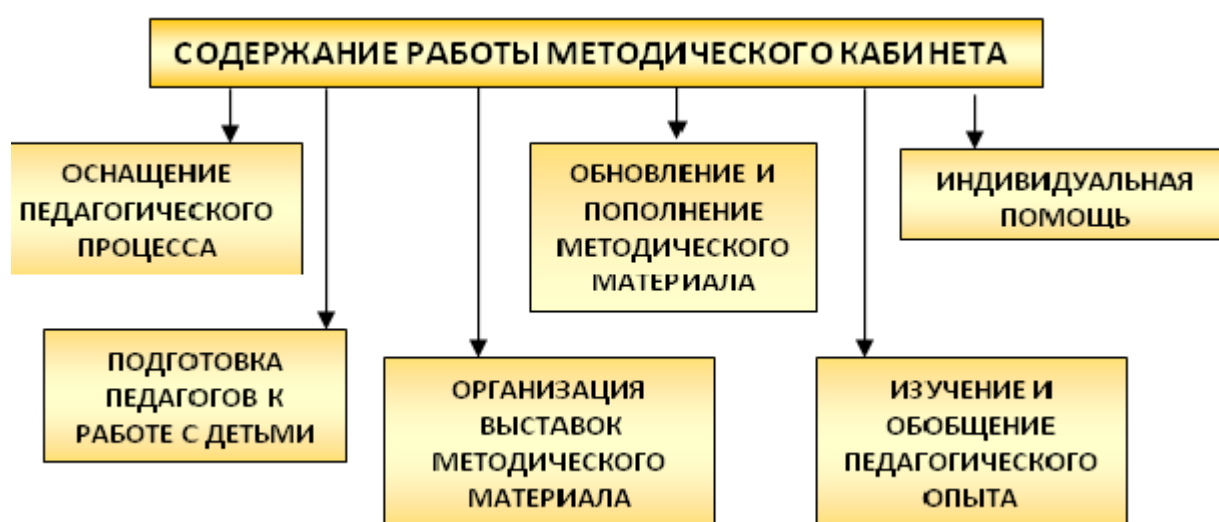 СОДЕРЖАНИЕ РАБОТЫ МЕТОДИЧЕСКОГО КАБИНЕТА
ОСНАЩЕНИЕ
ПЕДАГОГИЧЕСКОГО
ПРОЦЕССА
ПОДГОТОВКА
ПЕДАГОГОВ К
РАБОТЕ С ДЕТЬМИ
ОРГАНИЗАЦИЯ
ВЫСТАВОК
МЕТОДИЧЕСКОГО
МАТЕРИАЛА
ОБНОВЛЕНИЕ И
ПОПОЛНЕНИЕ
МЕТОДИЧЕСКОГО
МАТЕРИАЛА
ИЗУЧЕНИЕ И
ОБОБЩЕНИЕ
ПЕДАГОГИЧЕСКОГО
ОПЫТА
ИНДИВИДУАЛЬНАЯ
ПОМОЩЬ